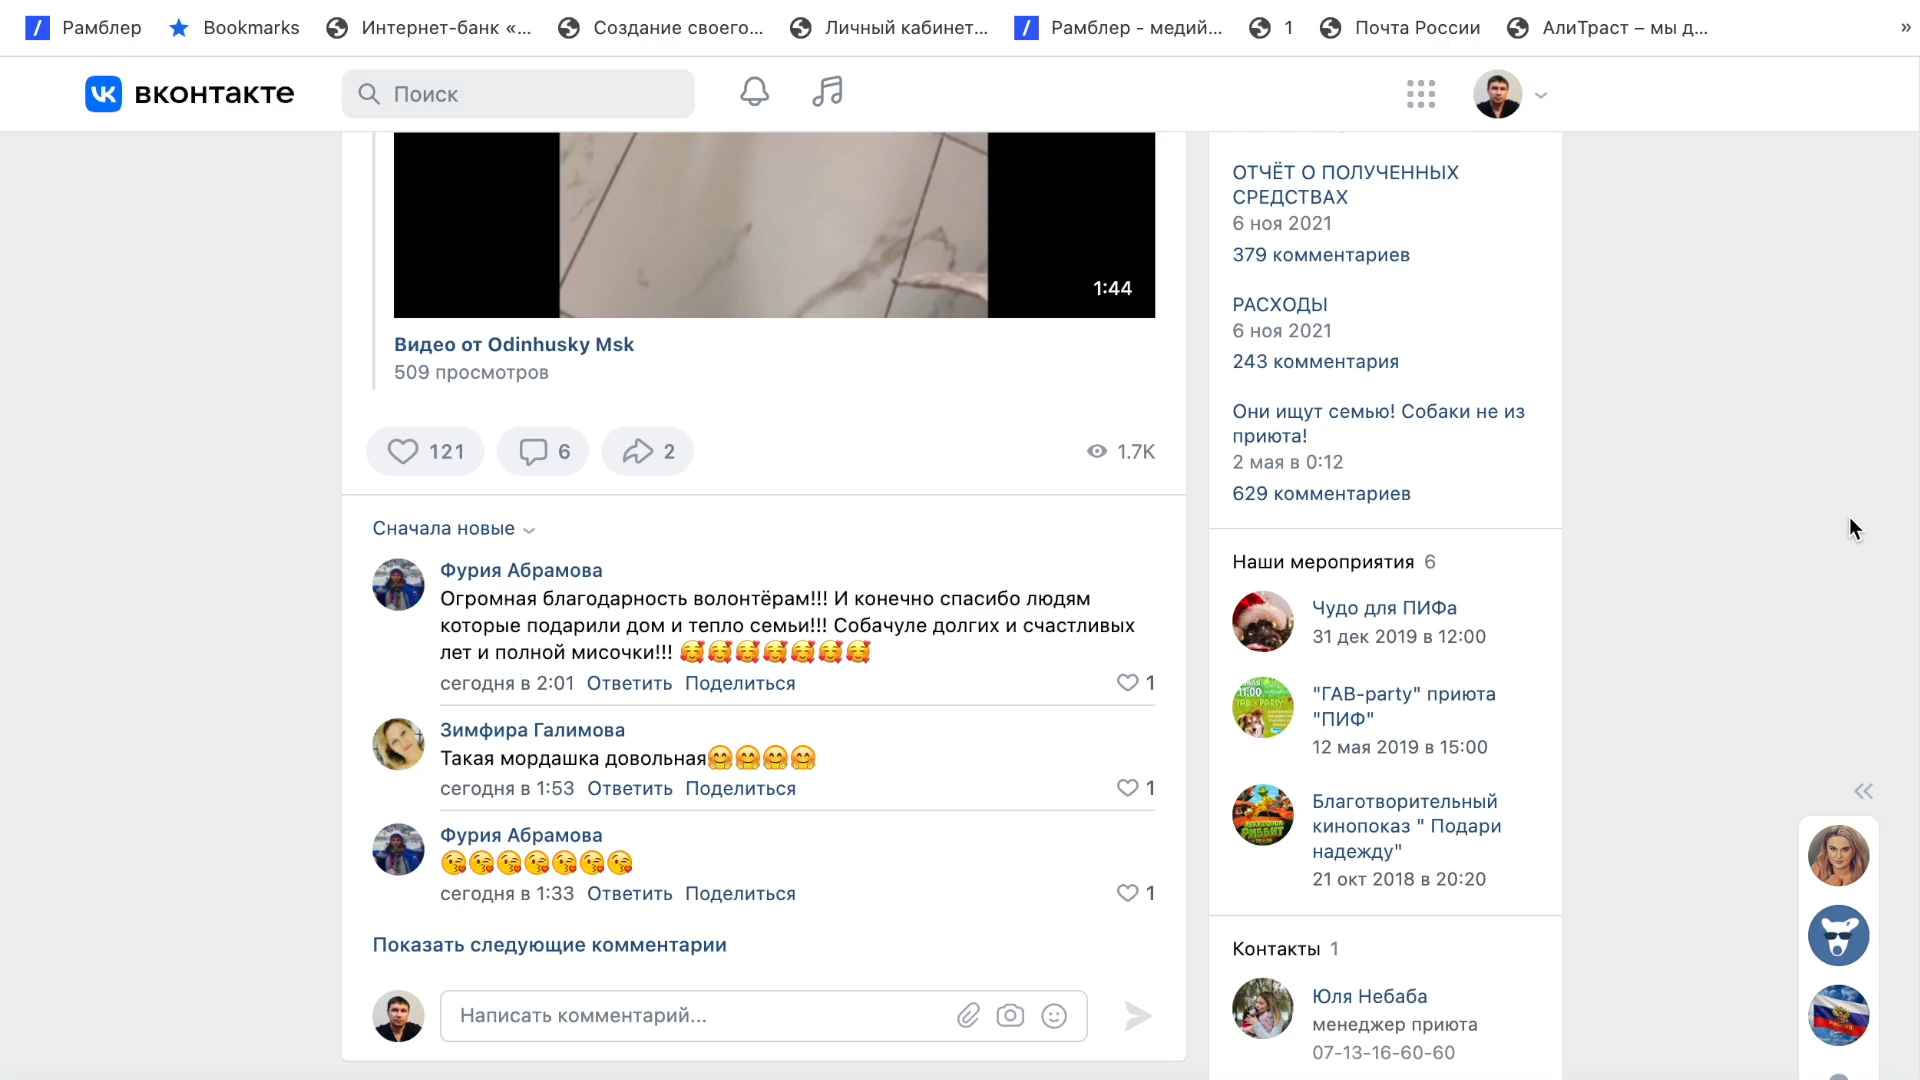 Рамблер
Bookmarks
Интернет-банк «...
Создание своего...
Личный кабинет...
Рамблер - медий...
1
Почта России
АлиТраст – мы д...
»
вконтакте
Поиск
1:44
Видео от Odinhusky Msk
509 просмотров
121
6
2
1.7K
Сначала новые
Фурия Абрамова
Огромная благодарность волонтёрам!!! И конечно спасибо людям
которые подарили дом и тепло семьи!!! Собачуле долгих и счастливых
лет и полной мисочки!!! 🥰🥰🥰🥰🥰🥰🥰
сегодня в 2:01 Ответить Поделиться
1
Зимфира Галимова
Такая мордашка довольная🤗🤗🤗🤗
сегодня в 1:53 Ответить Поделиться
1
Фурия Абрамова
😘😘😘😘😘😘😘
сегодня в 1:33 Ответить Поделиться
1
Показать следующие комментарии
Написать комментарий...
ОТЧЁТ О ПОЛУЧЕННЫХ
СРЕДСТВАХ
6 ноя 2021
379 комментариев
РАСХОДЫ
6 ноя 2021
243 комментария
Они ищут семью! Собаки не из
приюта!
2 мая в 0:12
629 комментариев
Наши мероприятия 6
Чудо для ПИФа
31 дек 2019 в 12:00
"ГАВ-party" приюта
"ПИФ"
12 мая 2019 в 15:00
Благотворительный
кинопоказ " Подари
надежду"
21 окт 2018 в 20:20
Контакты 1
Юля Небаба
менеджер приюта
07-13-16-60-60